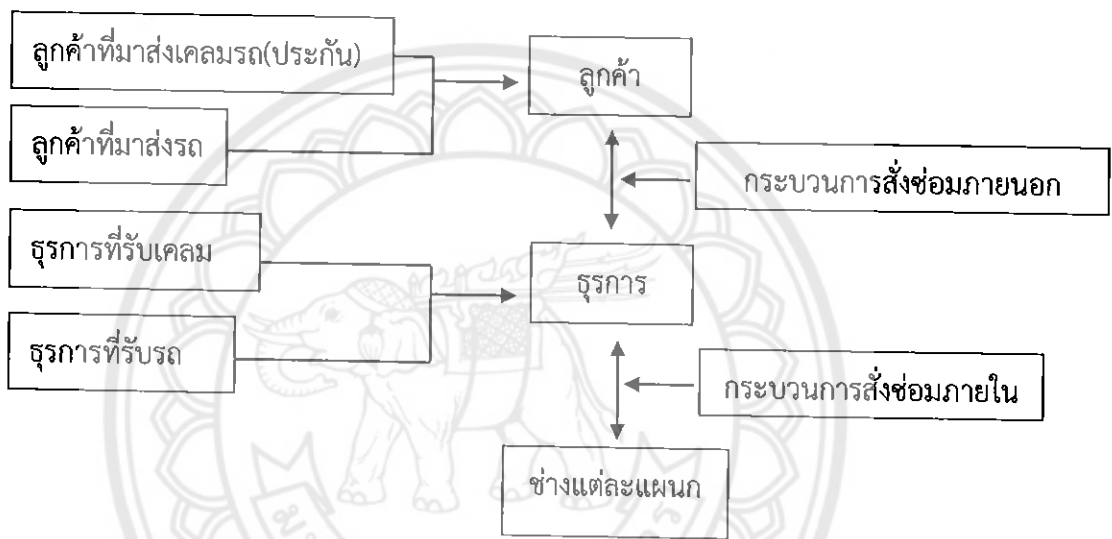 ลูกค้าที่มาส่งเคลมรถ(ประกัน)
ลูกค้า
ลูกค้าที่มาส่งรถ
กระบวนการสั่งซ่อมภายนอก
ธุรการที่รับเคลม
ธุรการ
ธุรการที่รับรถ
กระบวนการสั่งซ่อมภายใน
ช่างแต่ละแผนก